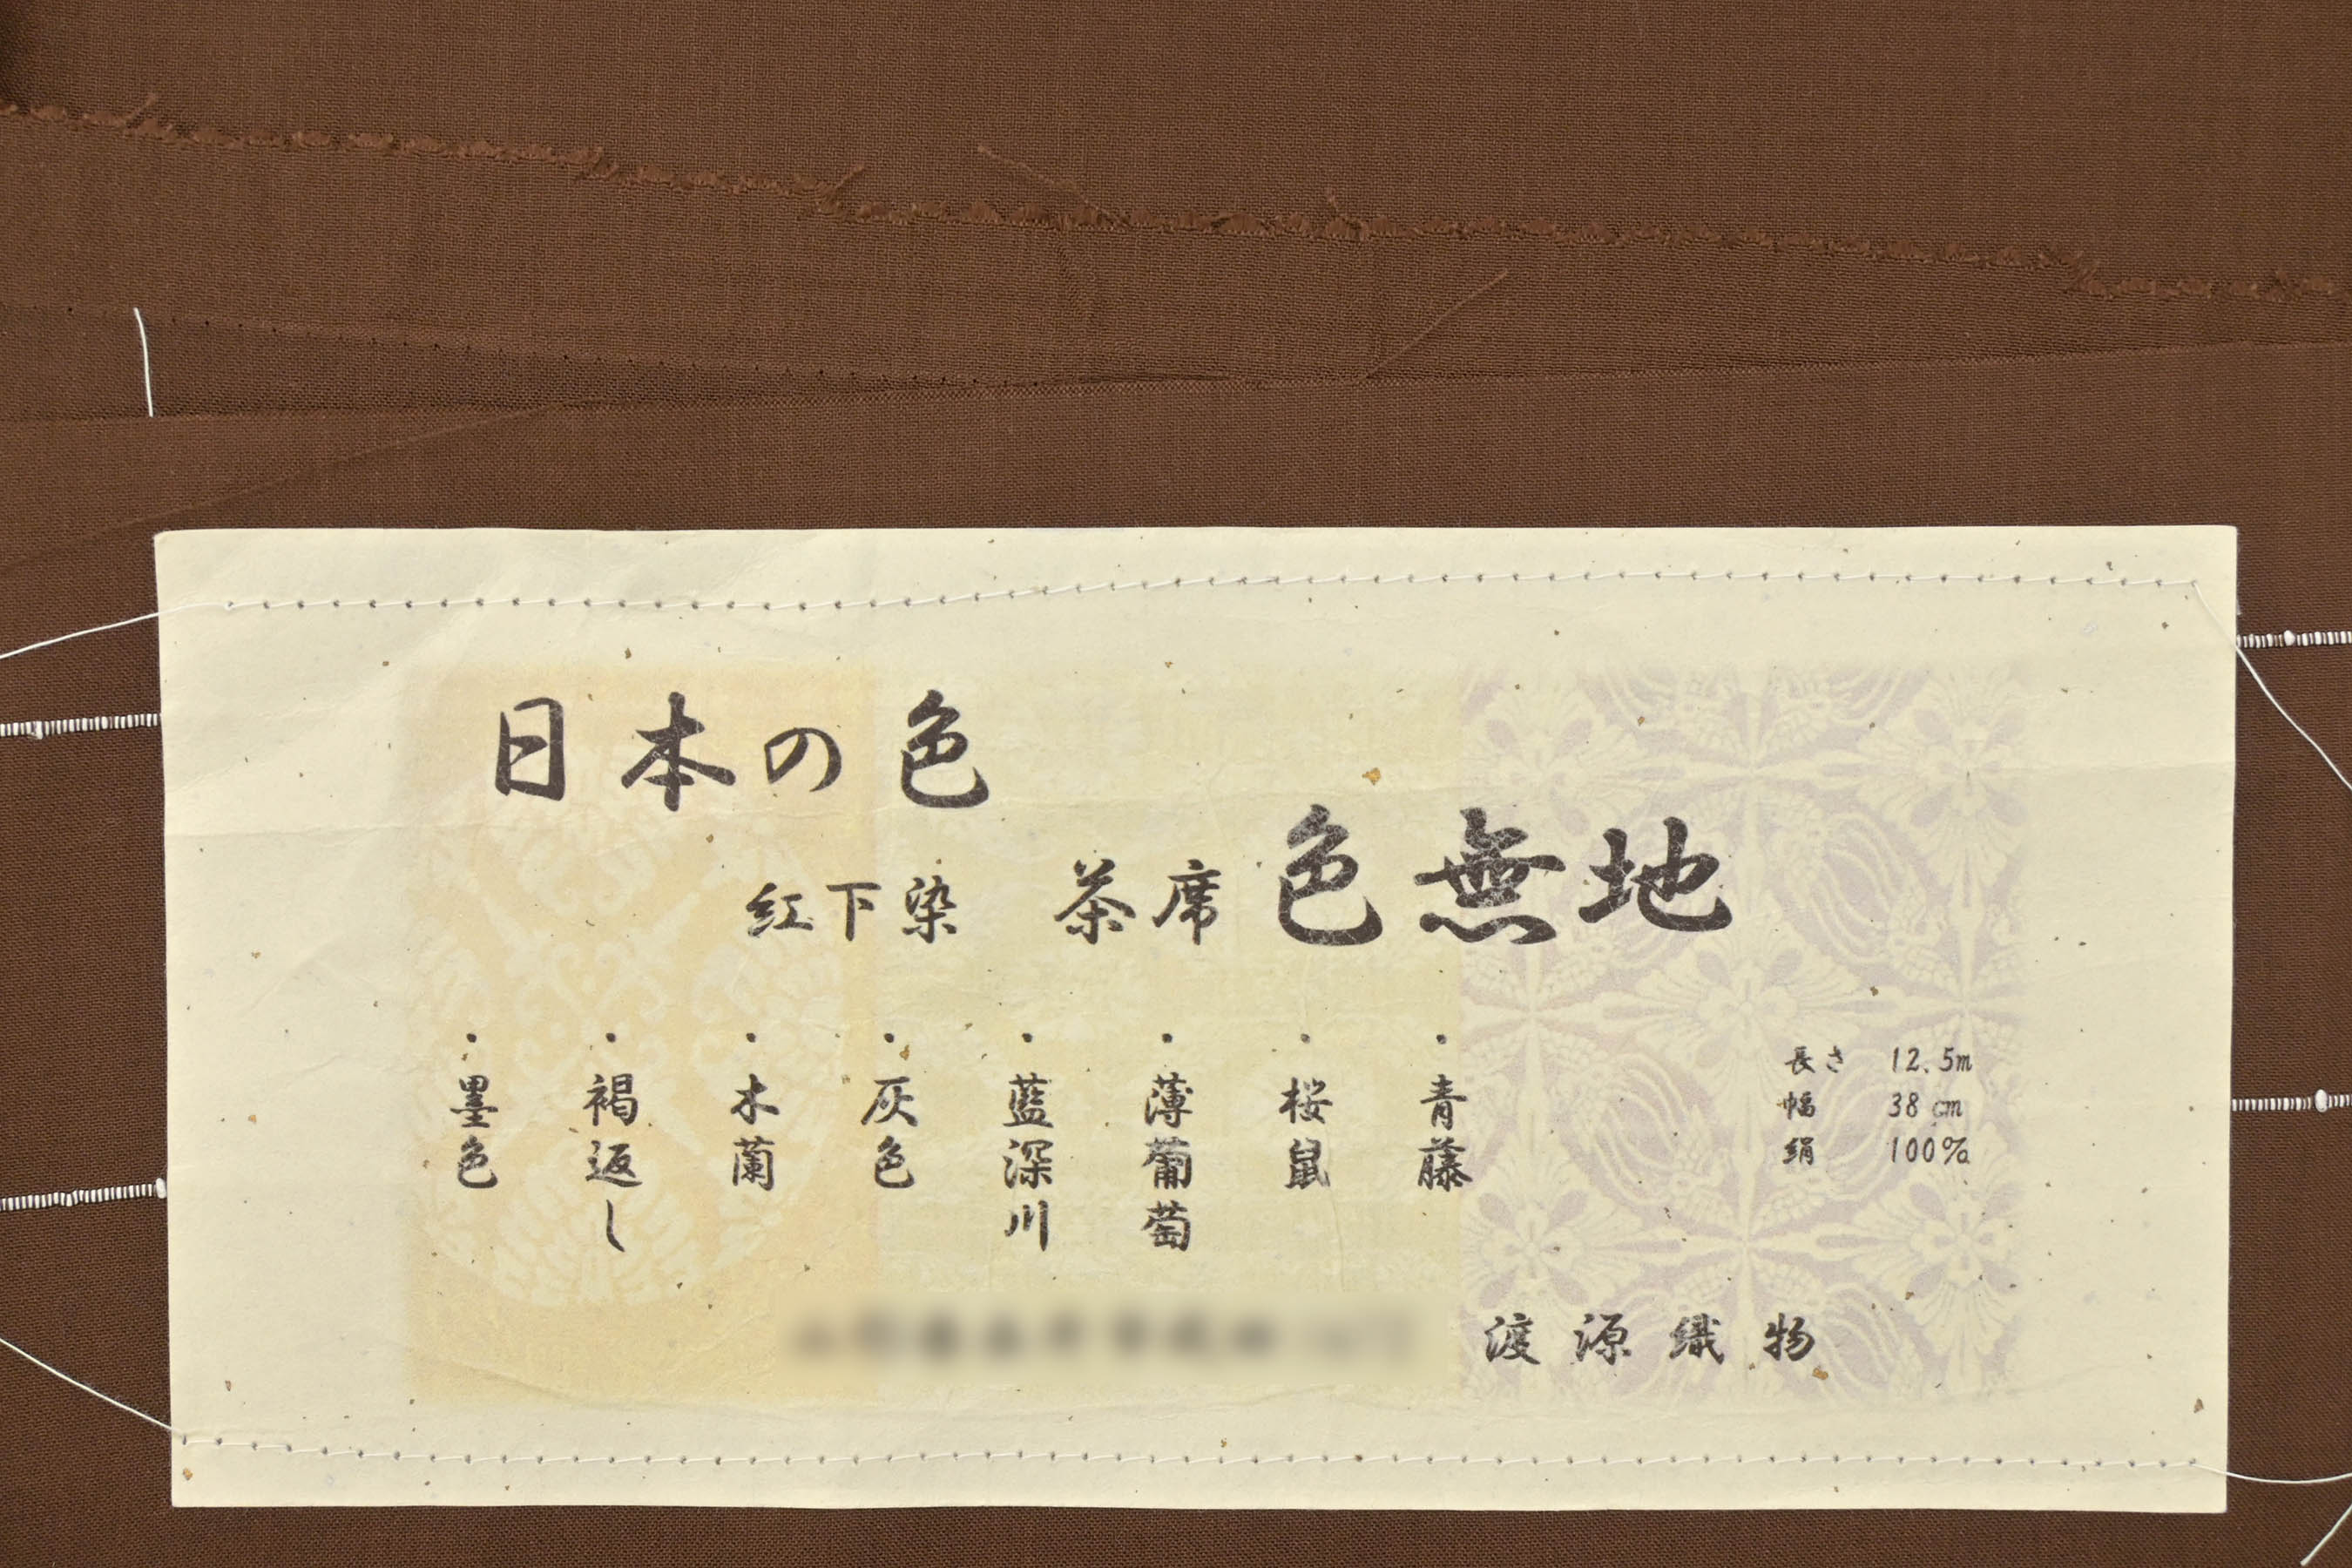 日本の色
紅下染 茶席 色無地
・青藤
・桜鼠
・薄葡萄
・藍深川
・灰色
・木蘭
・褐返し
・墨色
長さ 12.5m
幅 38cm
絹 100%
渡源織物